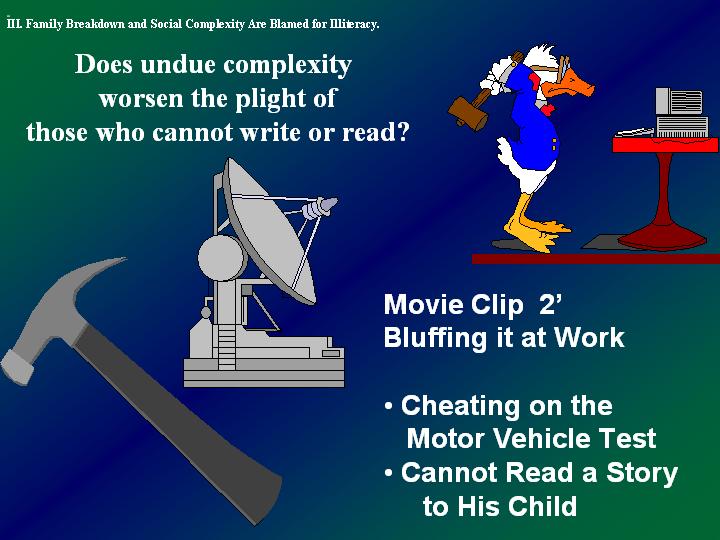 III. Family Breakdown and Social Complexity Are Blamed for Illiteracy.
Does undue complexity
worsen the plight of
those who cannot write or read?
Movie Clip 2’
Bluffing it at Work
• Cheating on the
Motor Vehicle Test
• Cannot Read a Story
to His Child